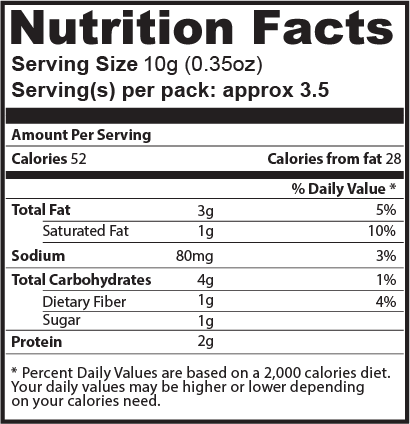 Nutrition Facts
Serving Size 10g (0.35oz)
Serving(s) per pack: approx 3.5
Amount Per Serving
Calories 52 Calories from fat 28
% Daily Value *
Total Fat 3g 5%
Saturated Fat 1g 10%
Sodium 80mg 3%
Total Carbohydrates 4g 1%
Dietary Fiber 1g 4%
Sugar 1g
Protein 2g
* Percent Daily Values are based on a 2,000 calories diet.
Your daily values may be higher or lower depending
on your calories need.